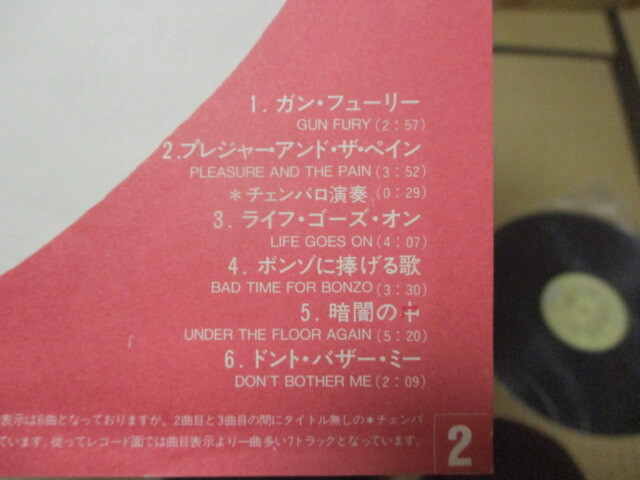 1. ガン・フューリー
GUN FURY(2:57)
2.プレジャー・アンド・ザ・ペイン
PLEASURE AND THE PAIN(3:52)
*チェンバロ演奏(0:29)
3. ライフ・ゴーズ・オン
LIFE GOES ON(4:07)
4. ボンゾに捧げる歌
BAD TIME FOR BONZO(3:30)
5. 暗闇の中
UNDER THE FLOOR AGAIN(5:20)
6. ドント・バザー・ミー
DON'T BOTHER ME(2:09)
表示は6曲となっておりますが、2曲目と3曲目の間にタイトル無しの*チェンバ
ています。従ってレコード面では曲目表示より一曲多い7トラックとなっています。
2